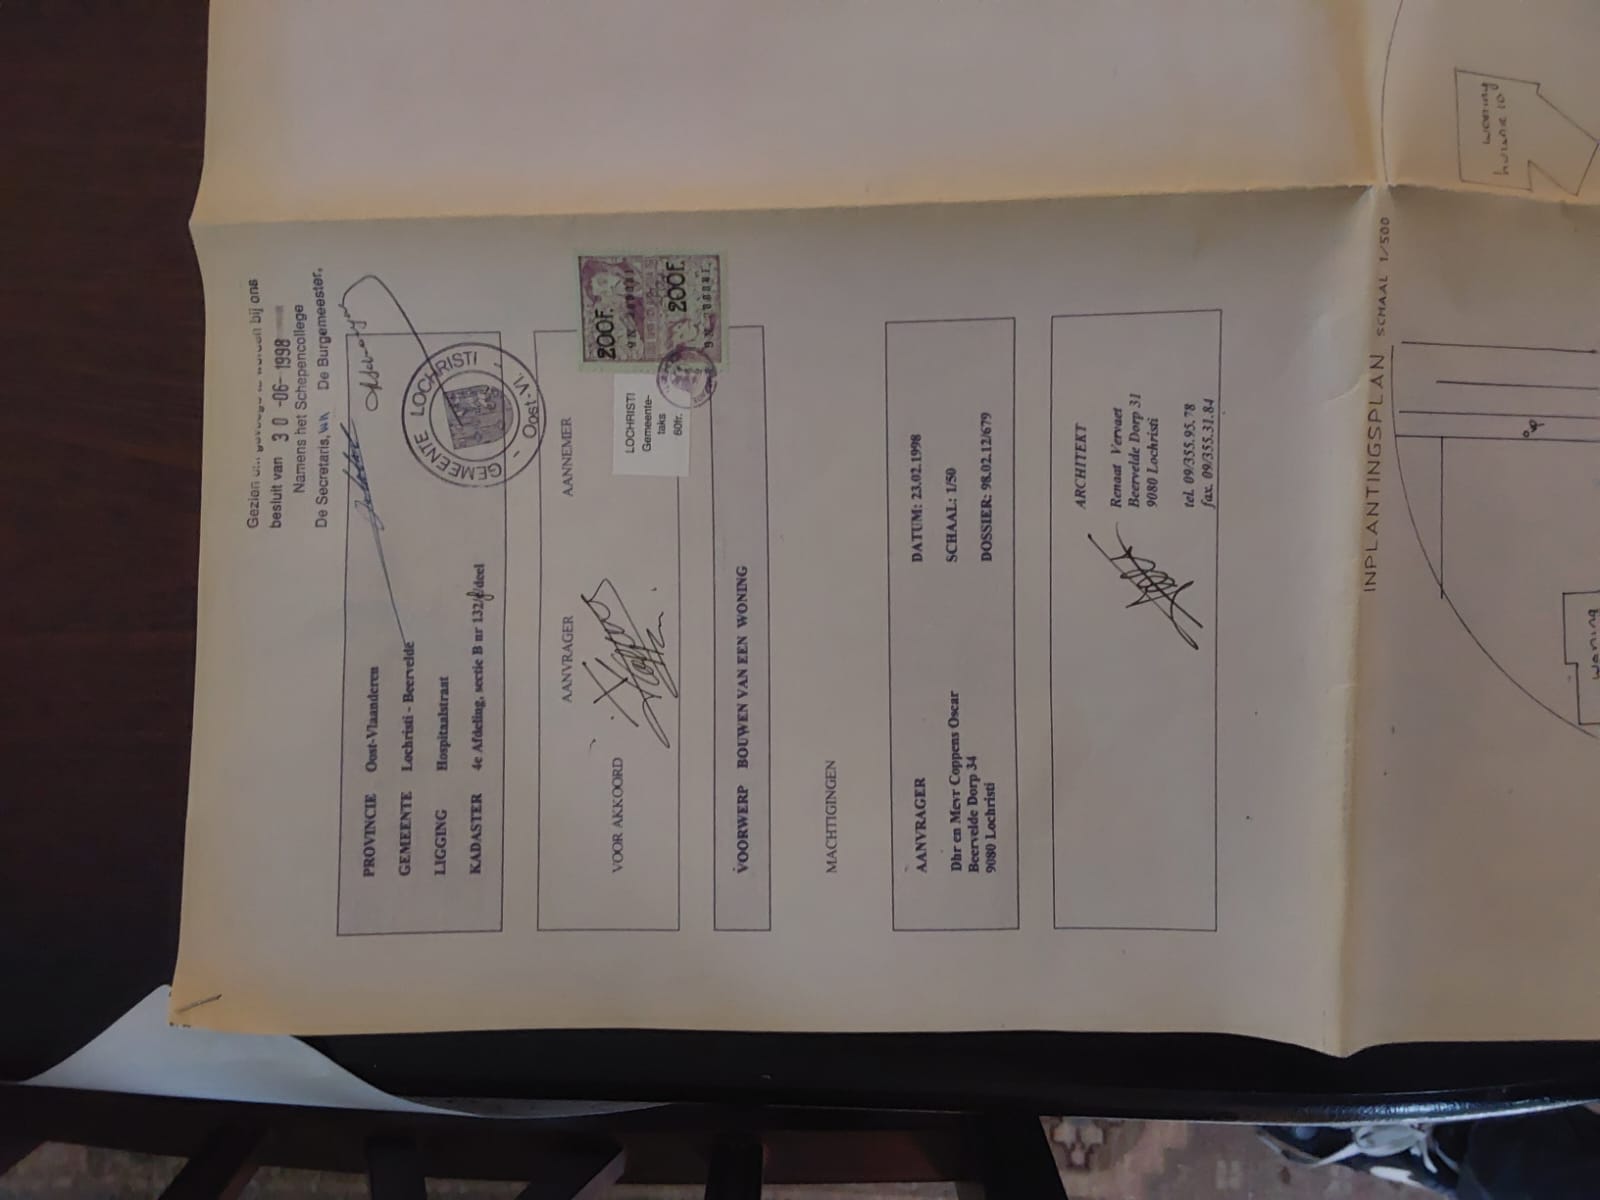 Gezien om gevoegd te worden bij ons
besluit van 30-06-1998
Namens het Schepencollege
De Secretaris, De Burgemeester,
PROVINCIE Oost-Vlaanderen
GEMEENTE Lochristi - Beervelde
LIGGING Hospitaalstraat
KADASTER 4e Afdeling, sectie B nr 132/ /deel
GEMEENTE LOCHRISTI
- Oost-Vl. -
AANVRAGER AANNEMER
VOOR AKKOORD
200F.
200F.
LOCHRISTI
Gemeente-
taks
60fr.
VOORWERP BOUWEN VAN EEN WONING
MACHTIGINGEN
AANVRAGER
Dhr en Mevr Coppens Oscar
Beervelde Dorp 34
9080 Lochristi
DATUM: 23.02.1998
SCHAAL: 1/50
DOSSIER: 98.02.12/679
ARCHITEKT
Renaat Vervaet
Beervelde Dorp 31
9080 Lochristi
tel. 09/355.95.78
fax. 09/355.31.84
INPLANTINGSPLAN SCHAAL 1/500
woning
woning